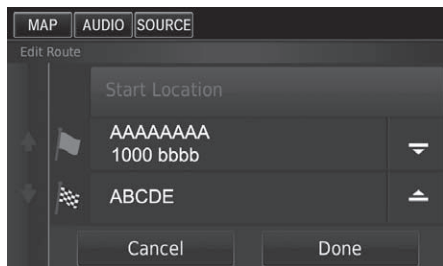 MAP AUDIO SOURCE
Edit Route
Start Location
AAAAAAAA
1000 bbbb
ABCDE
Cancel Done